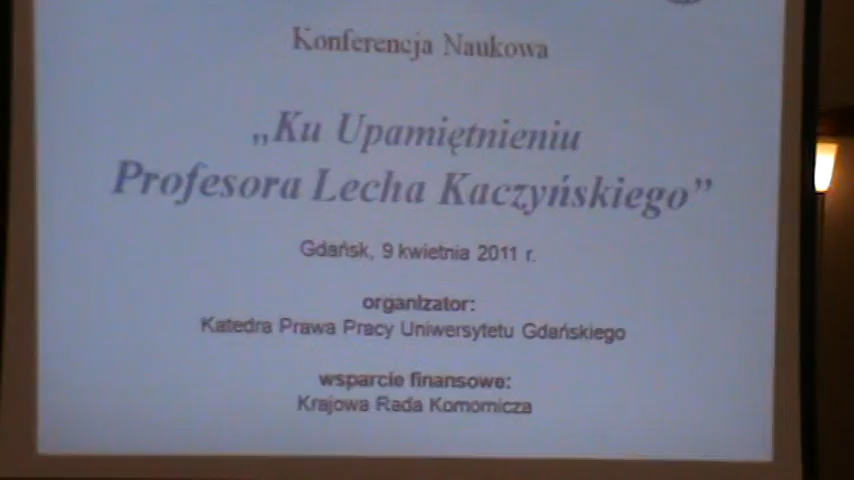 Konferencja Naukowa
„Ku Upamiętnieniu
Profesora Lecha Kaczyńskiego”
Gdańsk, 9 kwietnia 2011 r.
organizator:
Katedra Prawa Pracy Uniwersytetu Gdańskiego
wsparcie finansowe:
Krajowa Rada Komornicza